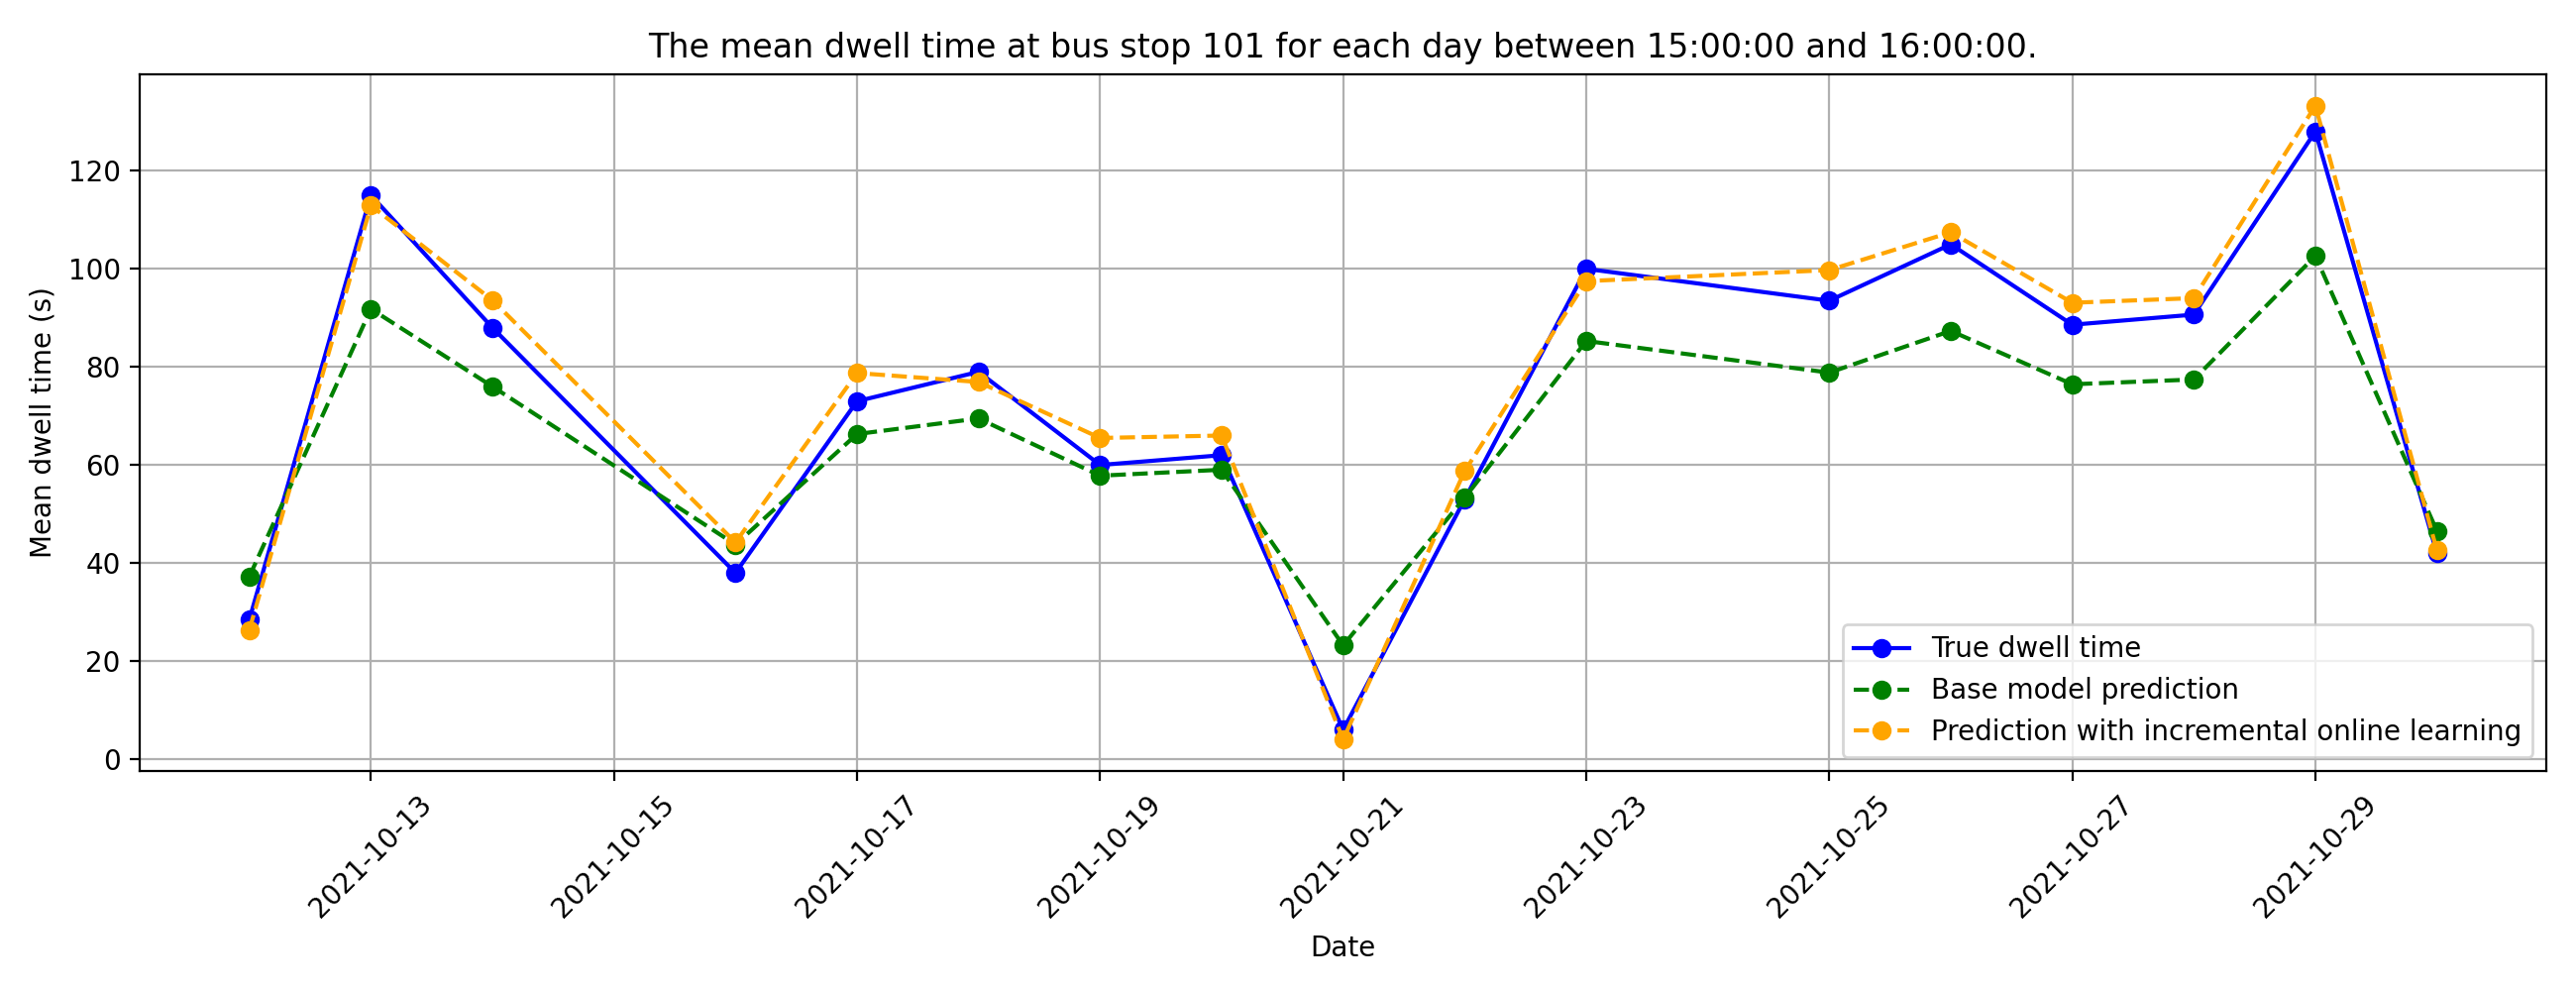 The mean dwell time at bus stop 101 for each day between 15:00:00 and 16:00:00.
Mean dwell time (s)
120
100
80
60
40
20
0
True dwell time
Base model prediction
Prediction with incremental online learning
2021-10-13
2021-10-15
2021-10-17
2021-10-19
2021-10-21
2021-10-23
2021-10-25
2021-10-27
2021-10-29
Date